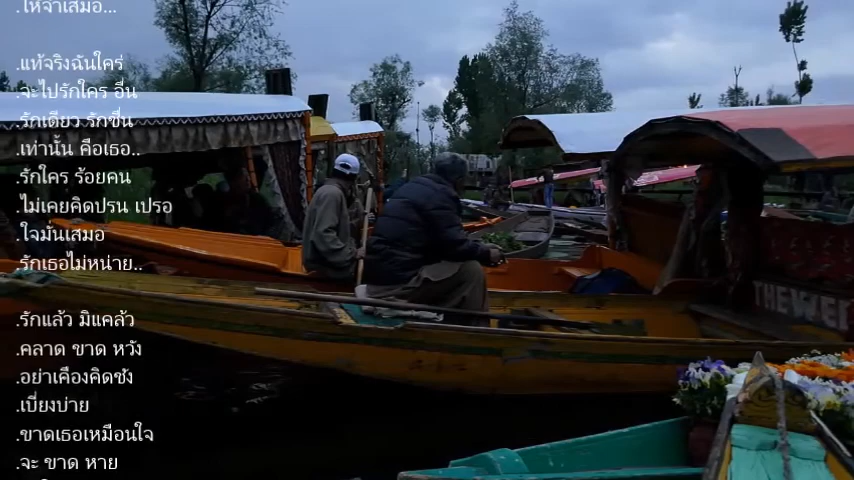 .ให้จำเสมอ...
.แท้จริงฉันใคร่
.จะไปรักใคร อื่น
.รักเดียว รักชื่น
.เท่านั้น คือเธอ..
.รักใคร ร้อยคน
.ไม่เคยคิดปรน เปรอ
.ใจมั่นเสมอ
.รักเธอไม่หน่าย..
.รักแล้ว มิแคล้ว
.คลาด ขาด หวัง
.อย่าเคืองคิดชัง
.เบี่ยงบ่าย
.ขาดเธอเหมือนใจ
.จะ ขาด หาย
THEWER